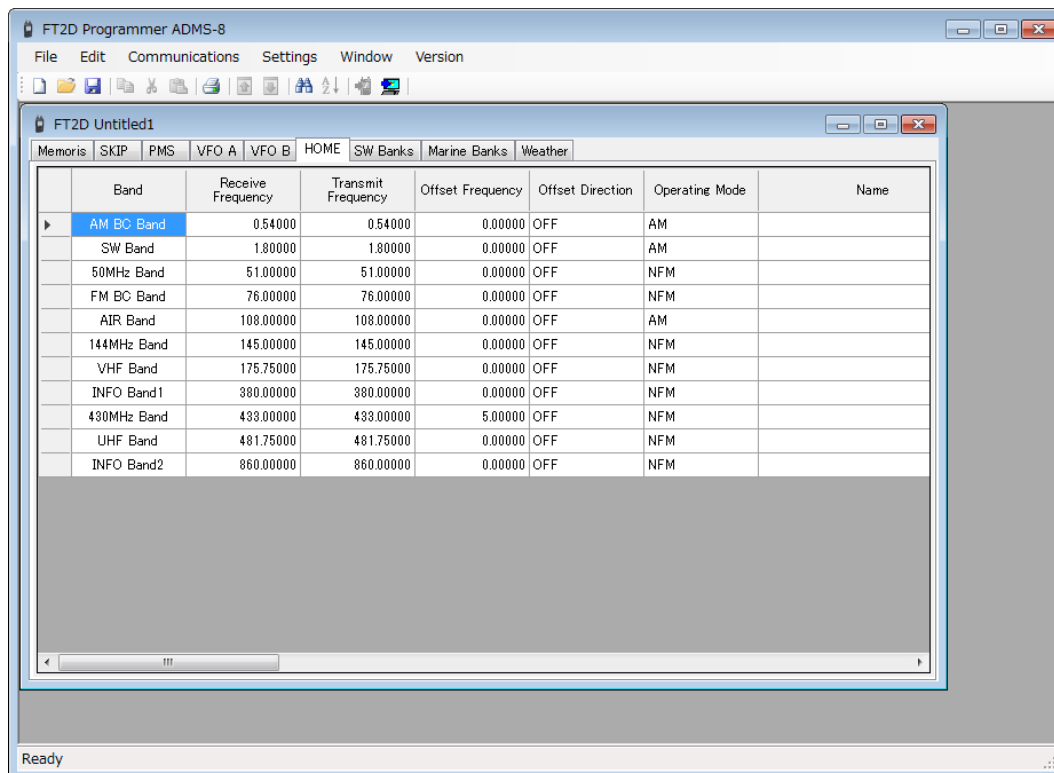 FT2D Programmer ADMS-8
File Edit Communications Settings Window Version
FT2D Untitled1
Memoris SKIP PMS VFO A VFO B HOME SW Banks Marine Banks Weather
Band Receive Frequency Transmit Frequency Offset Frequency Offset Direction Operating Mode Name
AM BC Band 0.54000 0.54000 0.00000 OFF AM
SW Band 1.80000 1.80000 0.00000 OFF AM
50MHz Band 51.00000 51.00000 0.00000 OFF NFM
FM BC Band 76.00000 76.00000 0.00000 OFF NFM
AIR Band 108.00000 108.00000 0.00000 OFF AM
144MHz Band 145.00000 145.00000 0.00000 OFF NFM
VHF Band 175.75000 175.75000 0.00000 OFF NFM
INFO Band1 380.00000 380.00000 0.00000 OFF NFM
430MHz Band 433.00000 433.00000 5.00000 OFF NFM
UHF Band 481.75000 481.75000 0.00000 OFF NFM
INFO Band2 860.00000 860.00000 0.00000 OFF NFM
Ready